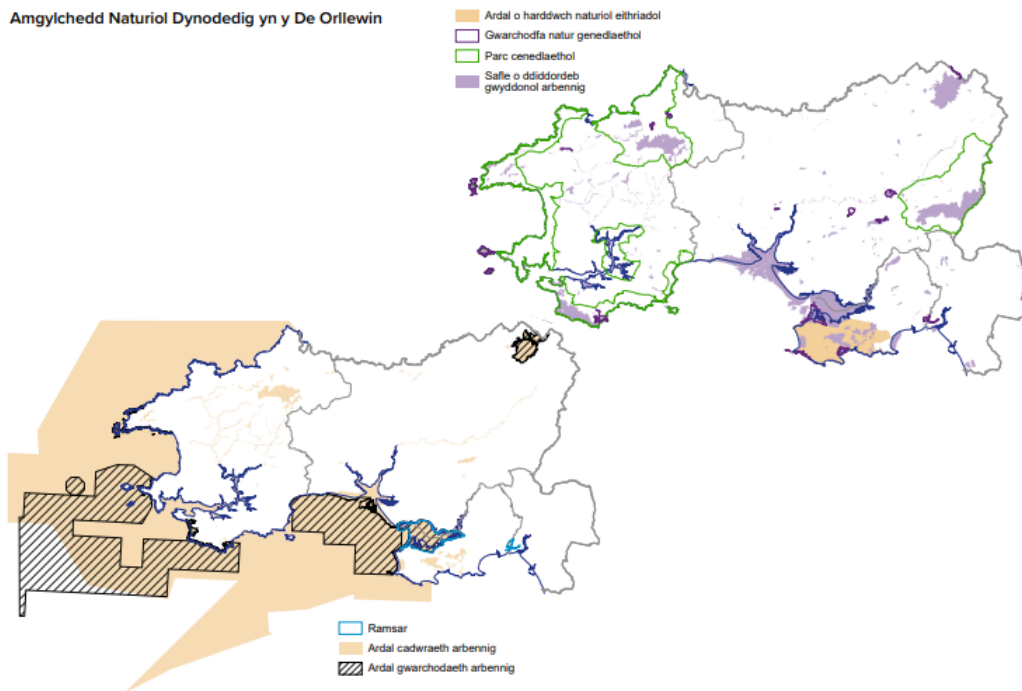 Amgylchedd Naturiol Dynodedig yn y De Orllewin
Ardal o harddwch naturiol eithriadol
Gwarchodfa natur genedlaethol
Parc cenedlaethol
Safle o ddiddordeb
gwyddonol arbennig
Ramsar
Ardal cadwraeth arbennig
Ardal gwarchodaeth arbennig